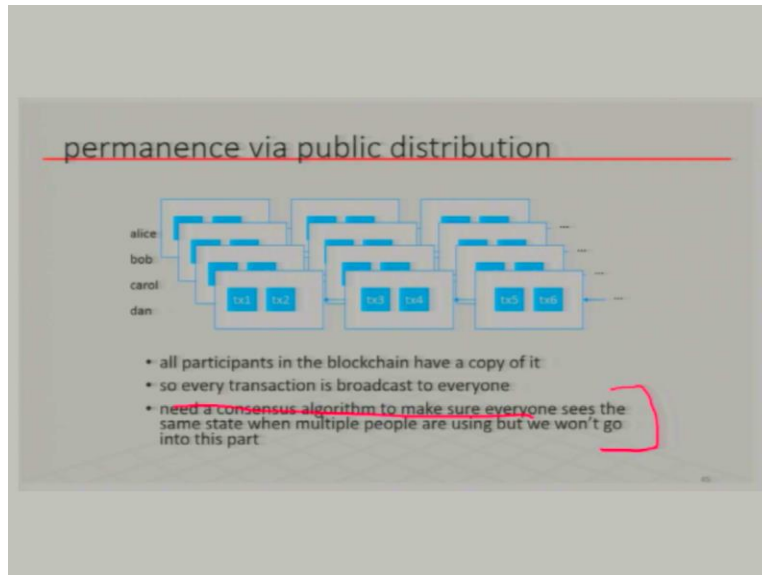 permanence via public distribution
alice
bob
carol
dan
tx1 tx2 tx3 tx4 tx5 tx6
• all participants in the blockchain have a copy of it
• so every transaction is broadcast to everyone
• need a consensus algorithm to make sure everyone sees the
same state when multiple people are using but we won't go
into this part